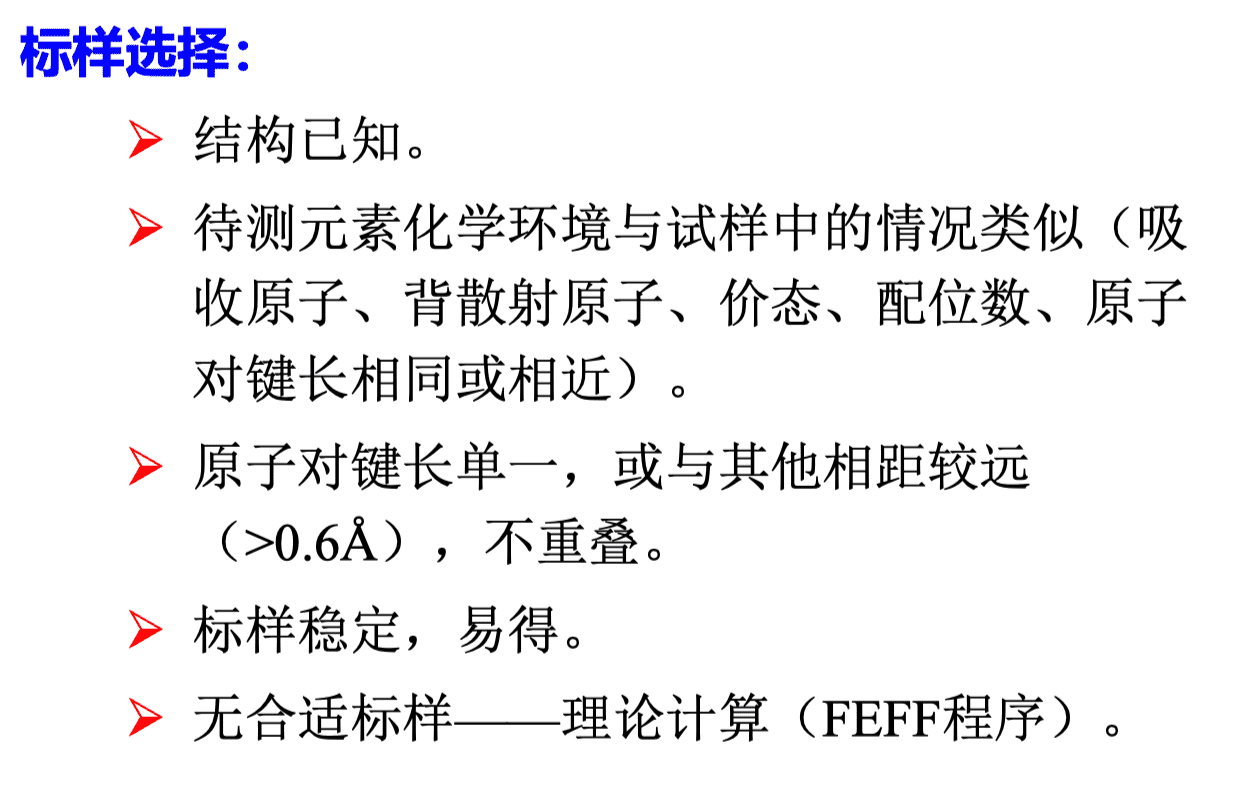 标样选择：
➢ 结构已知。
➢ 待测元素化学环境与试样中的情况类似（吸
收原子、背散射原子、价态、配位数、原子
对键长相同或相近）。
➢ 原子对键长单一，或与其他相距较远
（>0.6Å），不重叠。
➢ 标样稳定，易得。
➢ 无合适标样——理论计算（FEFF程序）。